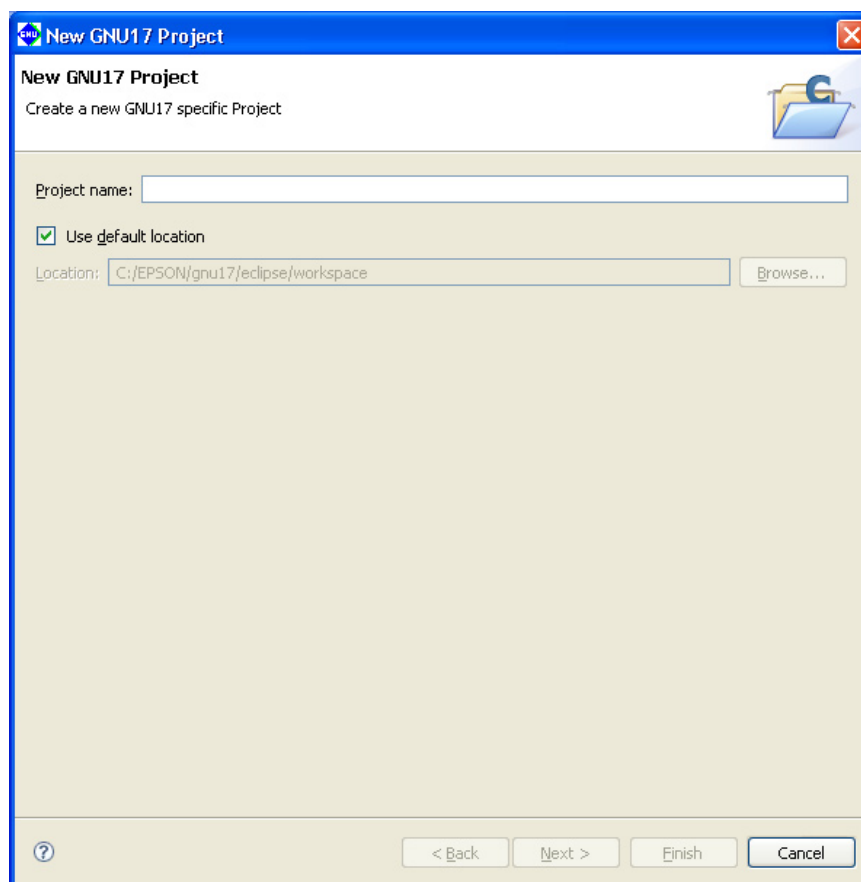 GNU New GNU17 Project
New GNU17 Project
Create a new GNU17 specific Project
Project name:
Use default location
Location: C:/EPSON/gnu17/eclipse/workspace Browse...
? < Back Next > Finish Cancel